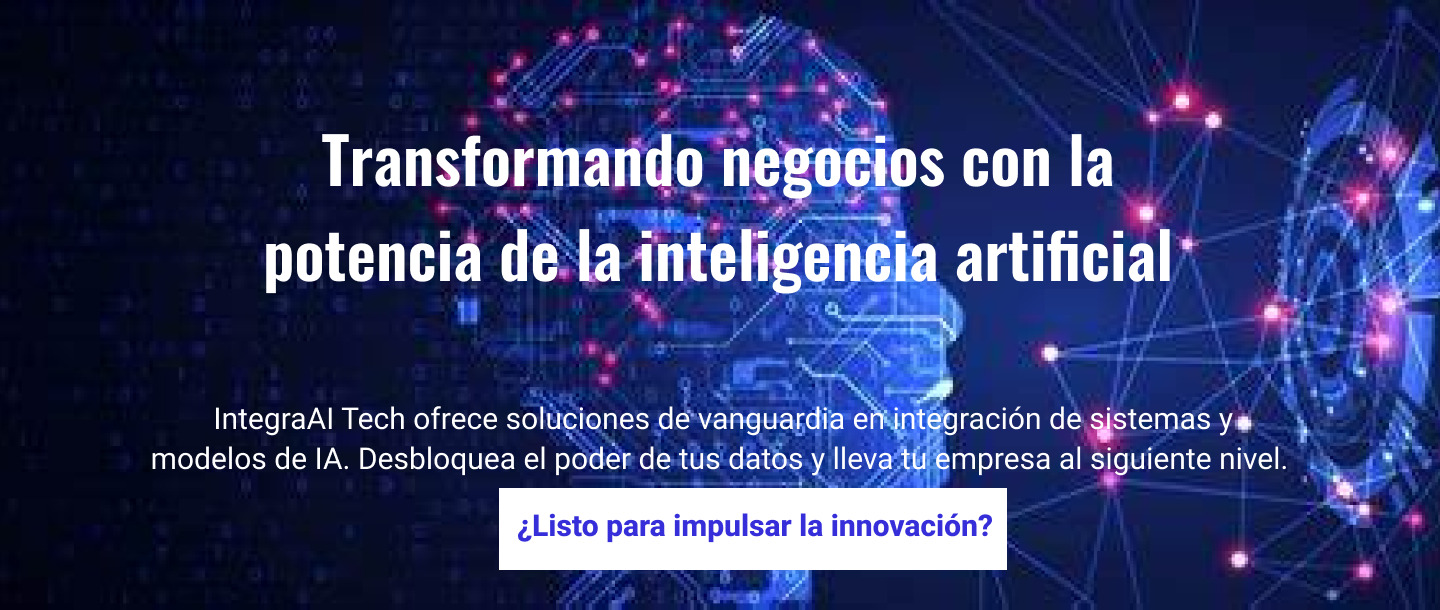 Transformando negocios con la
potencia de la inteligencia artificial
IntegraAI Tech ofrece soluciones de vanguardia en integración de sistemas y
modelos de IA. Desbloquea el poder de tus datos y lleva tu empresa al siguiente nivel.
¿Listo para impulsar la innovación?